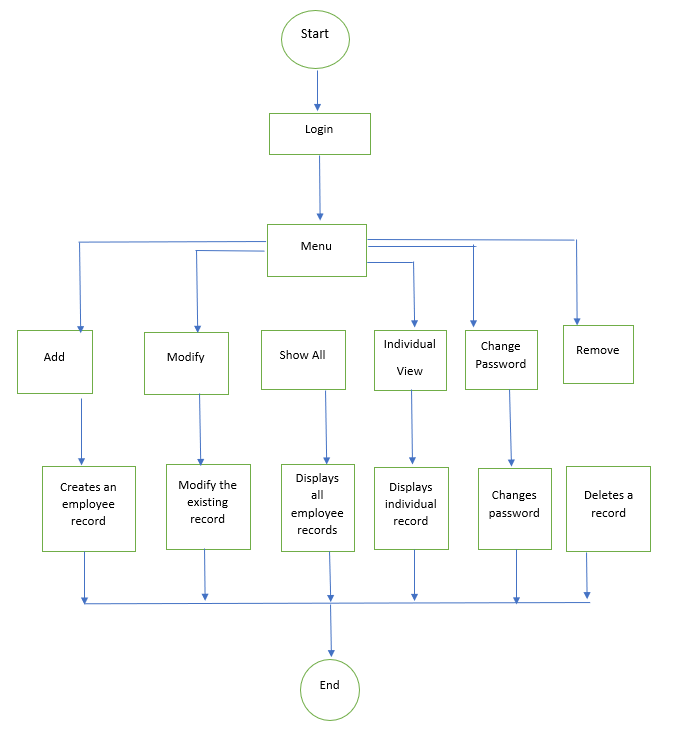 Start
Login
Menu
Add
Modify
Show All
Individual
View
Change
Password
Remove
Creates an
employee
record
Modify the
existing
record
Displays
all
employee
records
Displays
individual
record
Changes
password
Deletes a
record
End